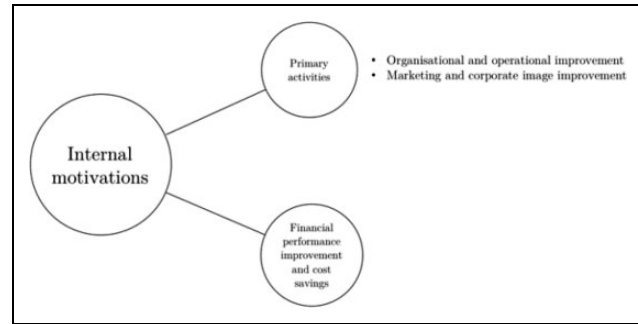 Primary
activities
• Organisational and operational improvement
• Marketing and corporate image improvement
Internal
motivations
Financial
performance
improvement
and cost
savings